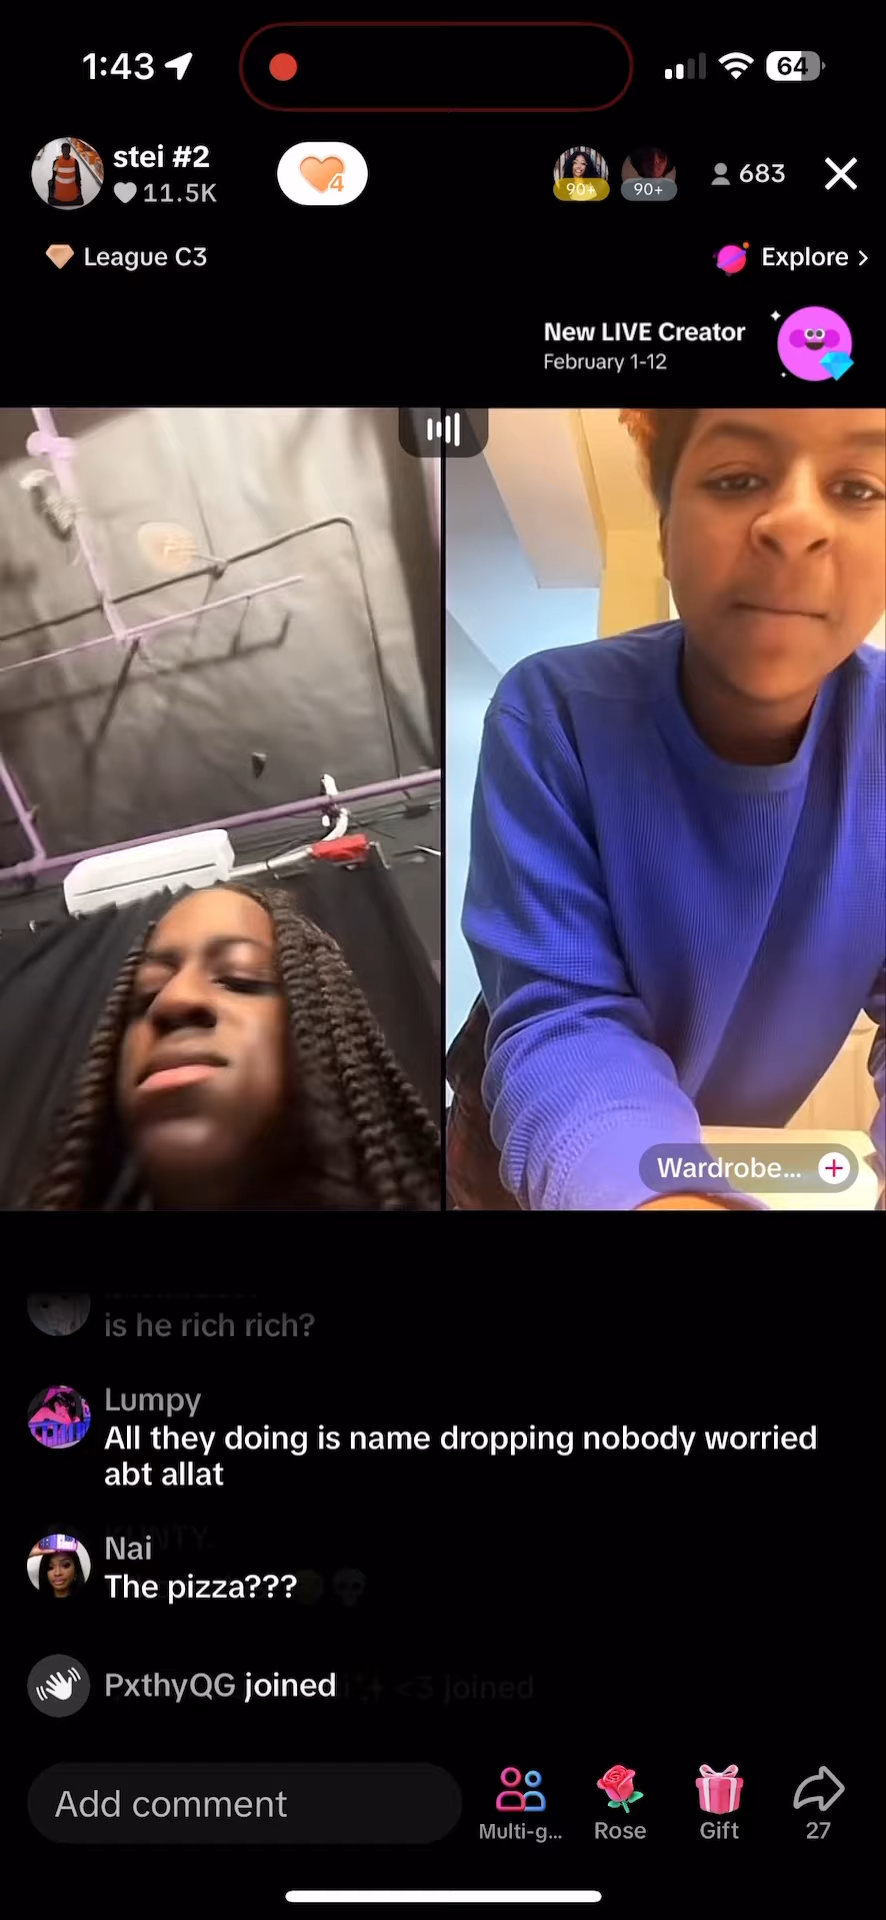 1:43
64
stei #2
11.5K
4
90+
90+
683
League C3
Explore >
New LIVE Creator
February 1-12
Wardrobe...
is he rich rich?
Lumpy
All they doing is name dropping nobody worried
abt allat
Nai
The pizza???
PxthyQG joined
<3 joined
Add comment
Multi-g...
Rose
Gift
27